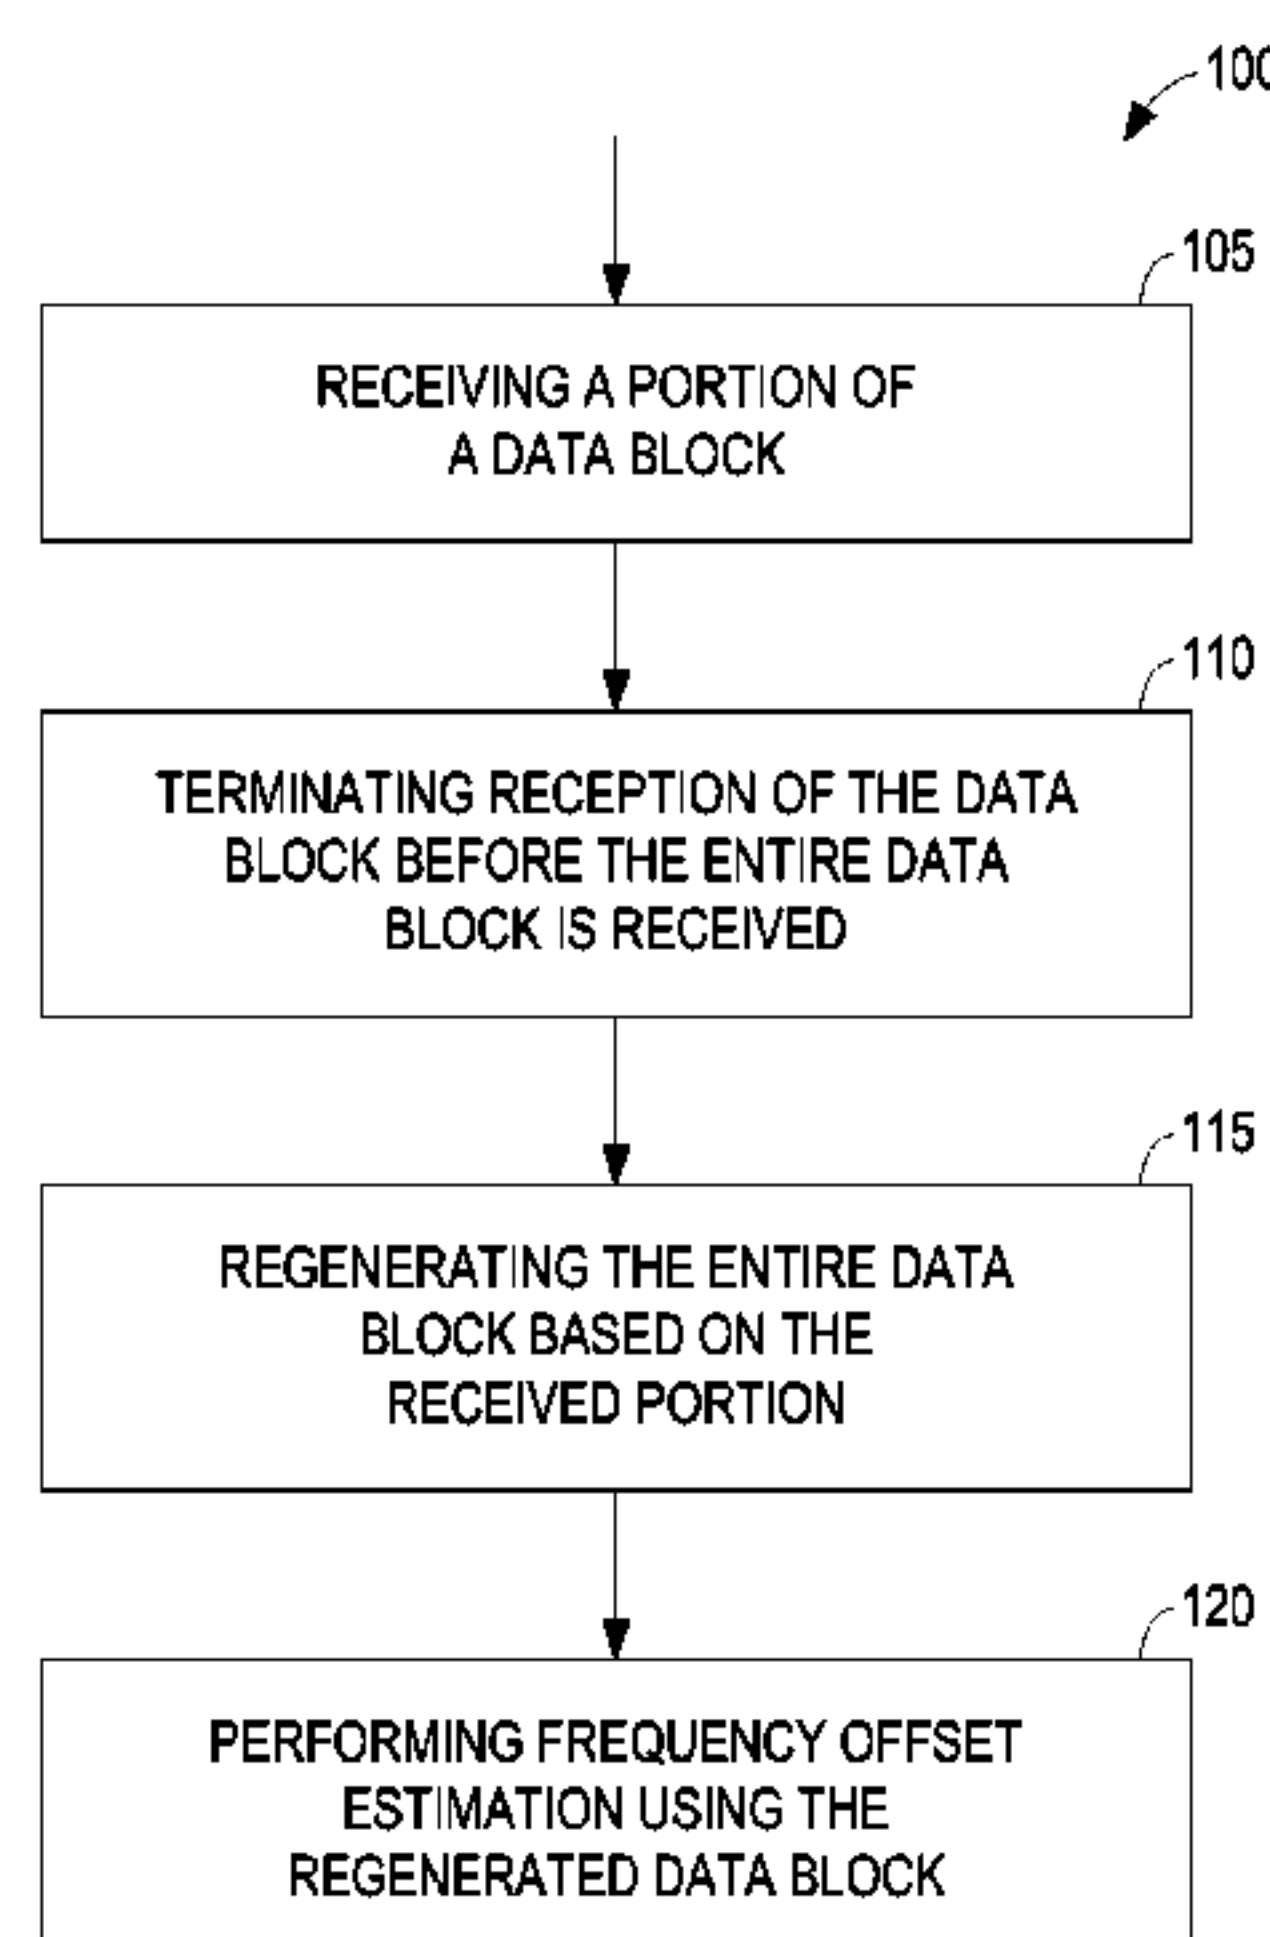 100
105
RECEIVING A PORTION OF
A DATA BLOCK
110
TERMINATING RECEPTION OF THE DATA
BLOCK BEFORE THE ENTIRE DATA
BLOCK IS RECEIVED
115
REGENERATING THE ENTIRE DATA
BLOCK BASED ON THE
RECEIVED PORTION
120
PERFORMING FREQUENCY OFFSET
ESTIMATION USING THE
REGENERATED DATA BLOCK